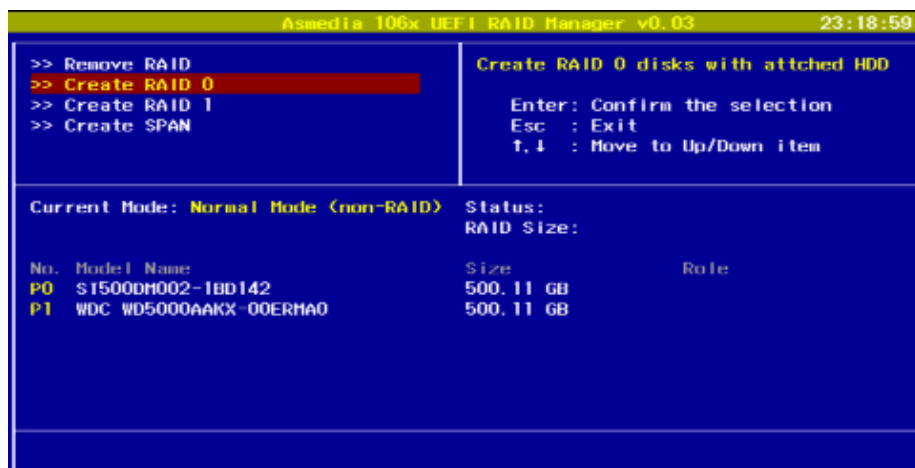 Asmedia 106x UEFI RAID Manager v0.03 23:18:59
>> Remove RAID
>> Create RAID 0
>> Create RAID 1
>> Create SPAN
Create RAID 0 disks with attched HDD
Enter: Confirm the selection
Esc : Exit
↑,↓ : Move to Up/Down item
Current Mode: Normal Mode (non-RAID) Status:
RAID Size:
No. Model Name Size Role
P0 ST500DM002-1BD142 500.11 GB
P1 WDC WD5000AAKX-00ERMA0 500.11 GB